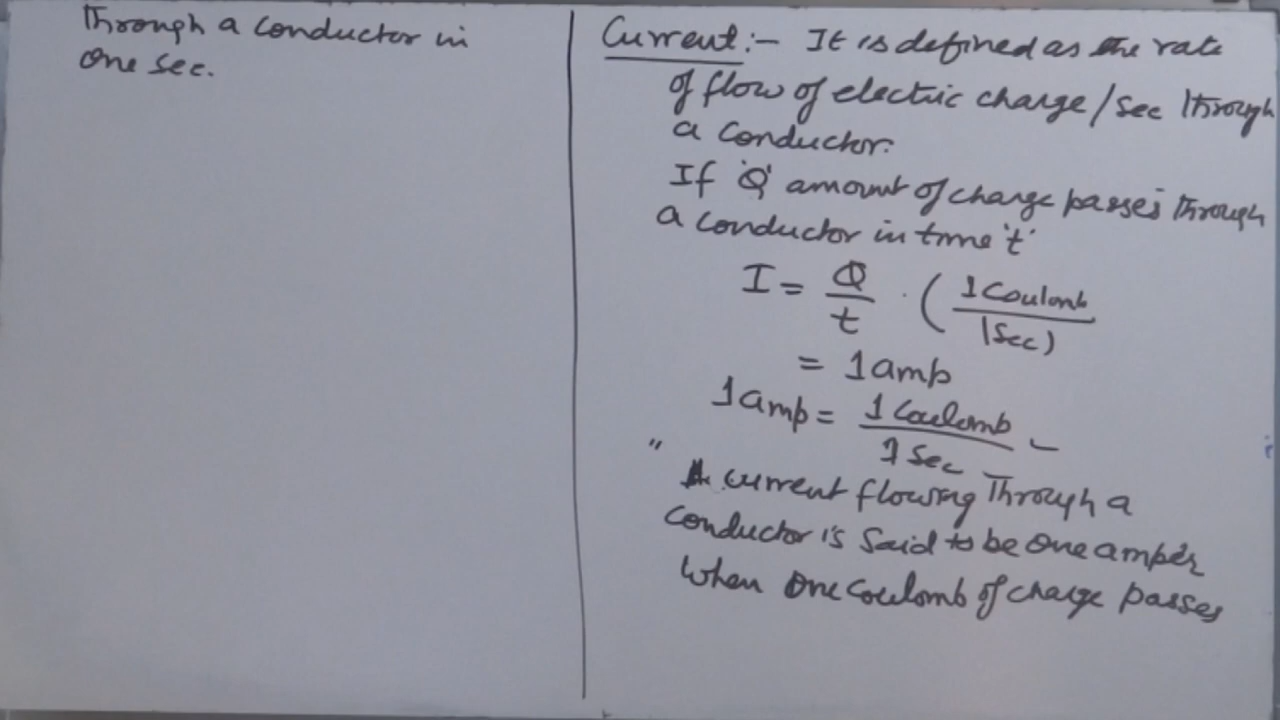 Through a conductor in
one sec.
Current:- It is defined as the rate
of flow of electric charge/sec through
a conductor.
If 'Q' amount of charge passes through
a conductor in time 't'
I = Q/t (1 Coulomb/1 sec)
= 1 amp
1 amp = 1 Coulomb/1 sec
" A current flowing through a
conductor is said to be one amper
when one coulomb of charge passes